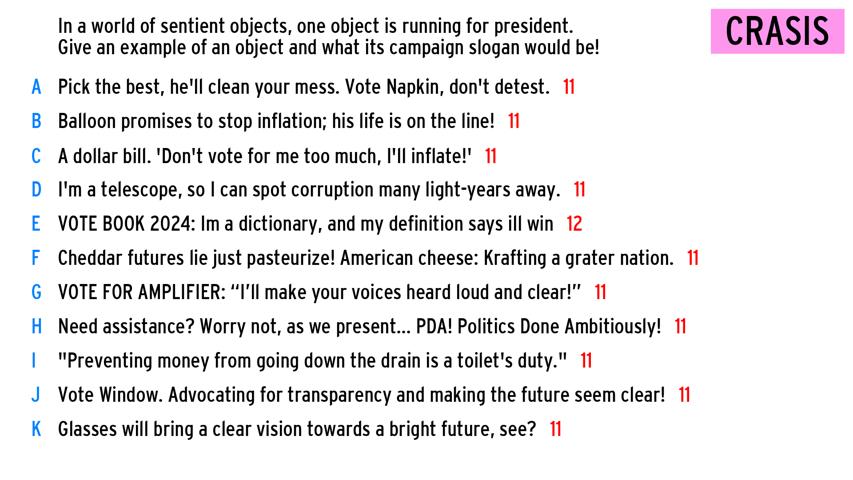 In a world of sentient objects, one object is running for president.
Give an example of an object and what its campaign slogan would be!
CRASIS
A Pick the best, he'll clean your mess. Vote Napkin, don't detest. 11
B Balloon promises to stop inflation; his life is on the line! 11
C A dollar bill. 'Don't vote for me too much, I'll inflate!' 11
D I'm a telescope, so I can spot corruption many light-years away. 11
E VOTE BOOK 2024: Im a dictionary, and my definition says ill win 12
F Cheddar futures lie just pasteurize! American cheese: Krafting a grater nation. 11
G VOTE FOR AMPLIFIER: “I’ll make your voices heard loud and clear!” 11
H Need assistance? Worry not, as we present... PDA! Politics Done Ambitiously! 11
I "Preventing money from going down the drain is a toilet's duty." 11
J Vote Window. Advocating for transparency and making the future seem clear! 11
K Glasses will bring a clear vision towards a bright future, see? 11